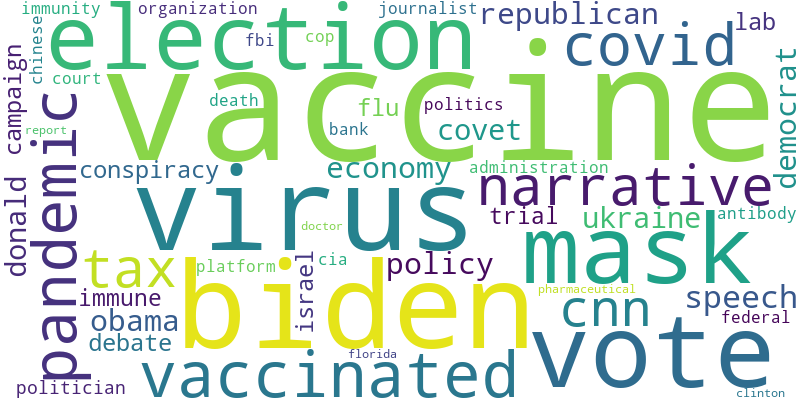 immunity
organization
journalist
republican
lab
election
fbi
cop
covid
chinese
court
vaccine
campaign
death
flu
politics
democrat
report
bank
covet
pandemic
conspiracy
economy
administration
donald
virus
narrative
trial
ukraine
antibody
doctor
mask
tax
platform
cia
israel
policy
immune
biden
pharmaceutical
speech
obama
cnn
federal
debate
vote
florida
vaccinated
politician
clinton